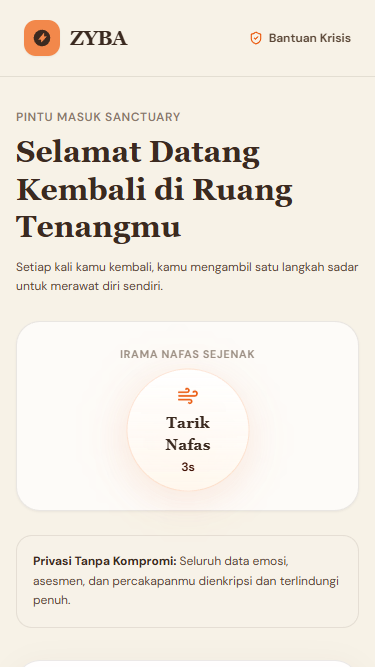 ZYBA
Bantuan Krisis
PINTU MASUK SANCTUARY
Selamat Datang
Kembali di Ruang
Tenangmu
Setiap kali kamu kembali, kamu mengambil satu langkah sadar
untuk merawat diri sendiri.
IRAMA NAFAS SEJENAK
Tarik
Nafas
3s
Privasi Tanpa Kompromi: Seluruh data emosi,
asesmen, dan percakapanmu dienkripsi dan terlindungi
penuh.